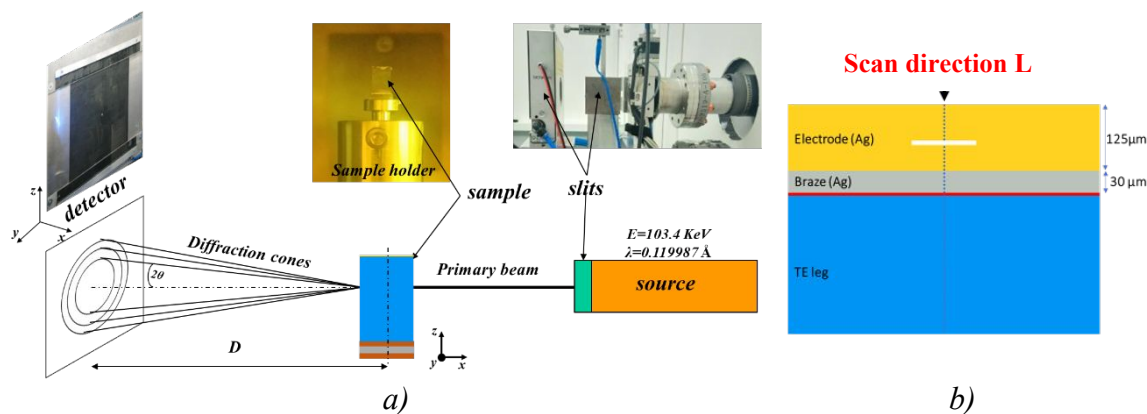 detector
z
y
x
Diffraction cones
2θ
D
Sample holder
sample
Primary beam
z
y
x
slits
E=103.4 KeV
λ=0.119987 Å
source
a)
Scan direction L
Electrode (Ag)
125μm
Braze (Ag)
30 μm
TE leg
b)